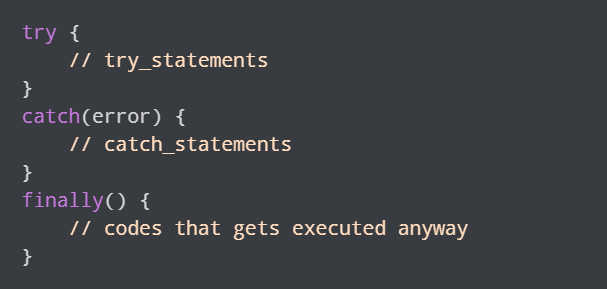 try {
    // try_statements
}
catch(error) {
    // catch_statements
}
finally() {
    // codes that gets executed anyway
}